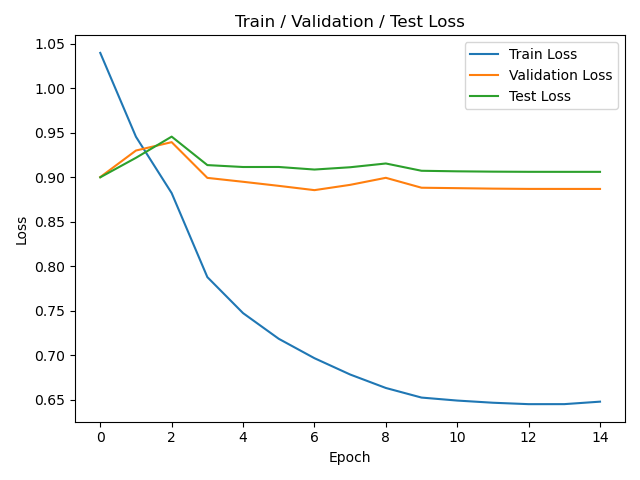 Train / Validation / Test Loss
1.05
1.00
0.95
0.90
0.85
0.80
0.75
0.70
0.65
Loss
Train Loss
Validation Loss
Test Loss
0 2 4 6 8 10 12 14
Epoch